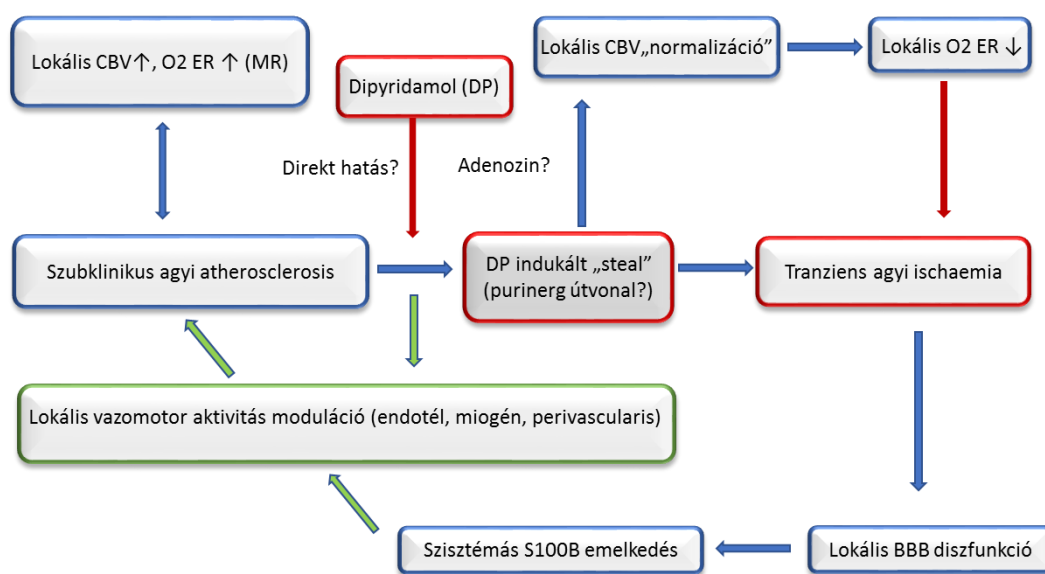 Lokális CBV↑, O2 ER ↑ (MR)
Dipyridamol (DP)
Lokális CBV„normalizáció”
Lokális O2 ER ↓
Direkt hatás?
Adenozin?
Szubklinikus agyi atherosclerosis
DP indukált „steal”
(purinerg útvonal?)
Tranziens agyi ischaemia
Lokális vazomotor aktivitás moduláció (endotél, miogén, perivascularis)
Szisztémás S100B emelkedés
Lokális BBB diszfunkció